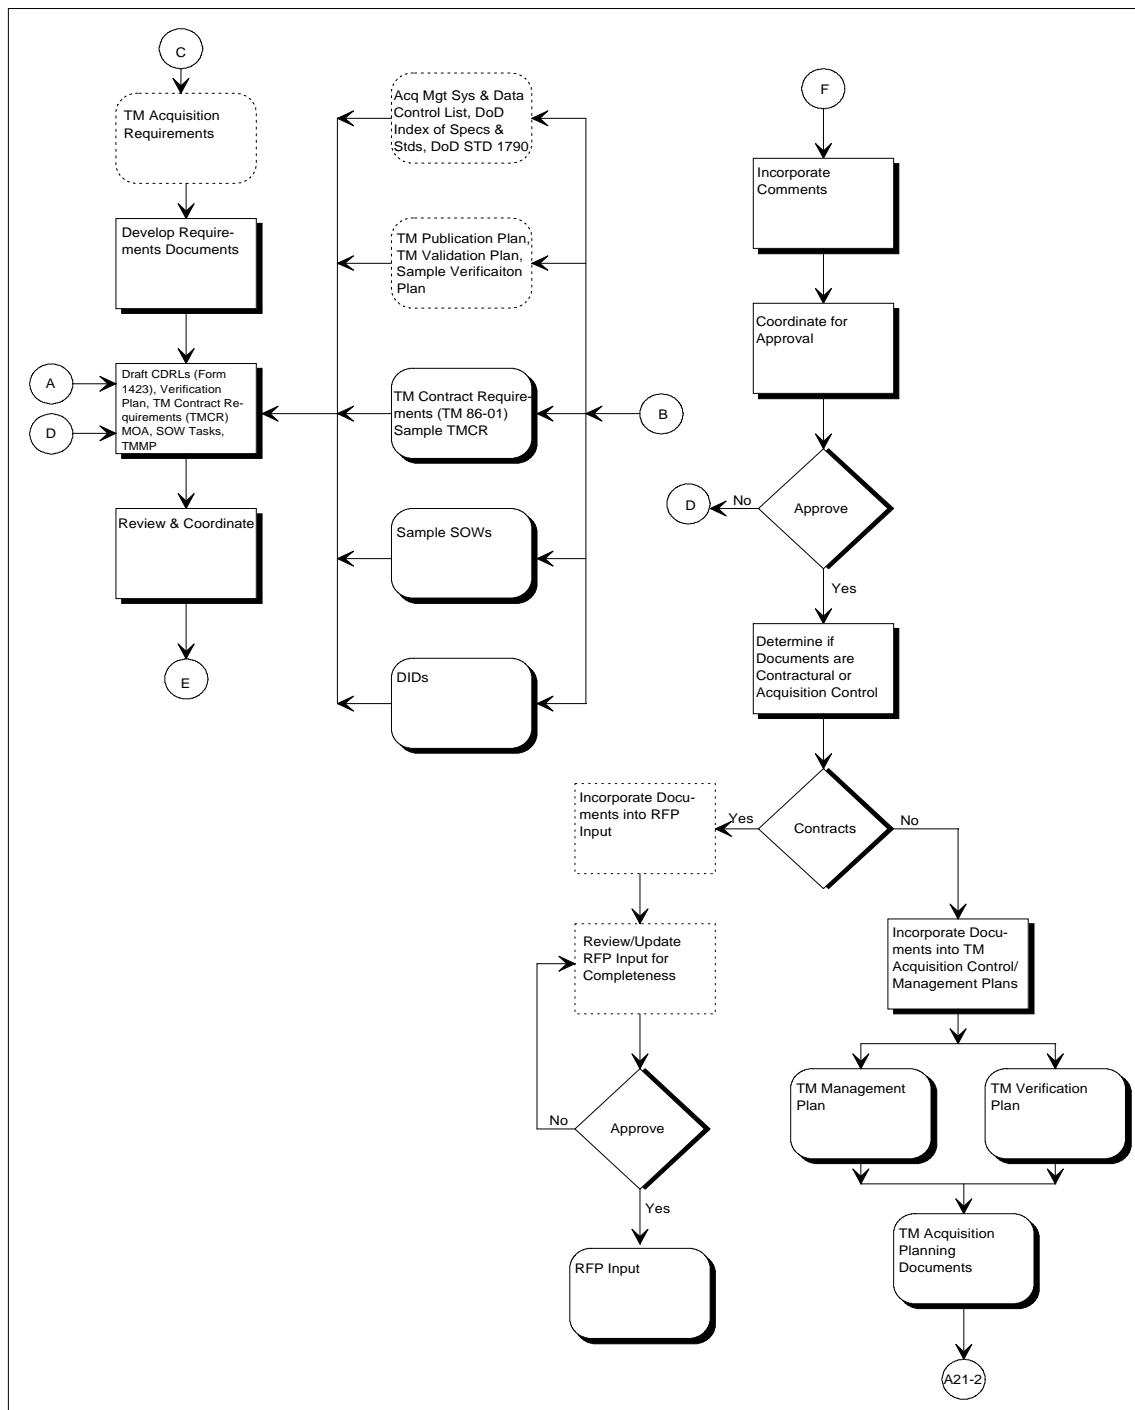 C
TM Acquisition
Requirements
Develop Require-
ments Documents
A
D
Draft CDRLs (Form
1423), Verification
Plan, TM Contract Re-
quirements (TMCR)
MOA, SOW Tasks,
TMMP
Review & Coordinate
E
Acq Mgt Sys & Data
Control List, DoD
Index of Specs &
Stds, DoD STD 1790
TM Publication Plan,
TM Validation Plan,
Sample Verificaiton
Plan
TM Contract Require-
ments (TM 86-01)
Sample TMCR
B
Sample SOWs
DIDs
F
Incorporate
Comments
Coordinate for
Approval
Approve
No
D
Yes
Determine if
Documents are
Contractural or
Acquisition Control
Contracts
Yes
No
Incorporate Docu-
ments into RFP
Input
Review/Update
RFP Input for
Completeness
Approve
No
Yes
RFP Input
Incorporate Docu-
ments into TM
Acquisition Control/
Management Plans
TM Management
Plan
TM Verification
Plan
TM Acquisition
Planning
Documents
A21-2